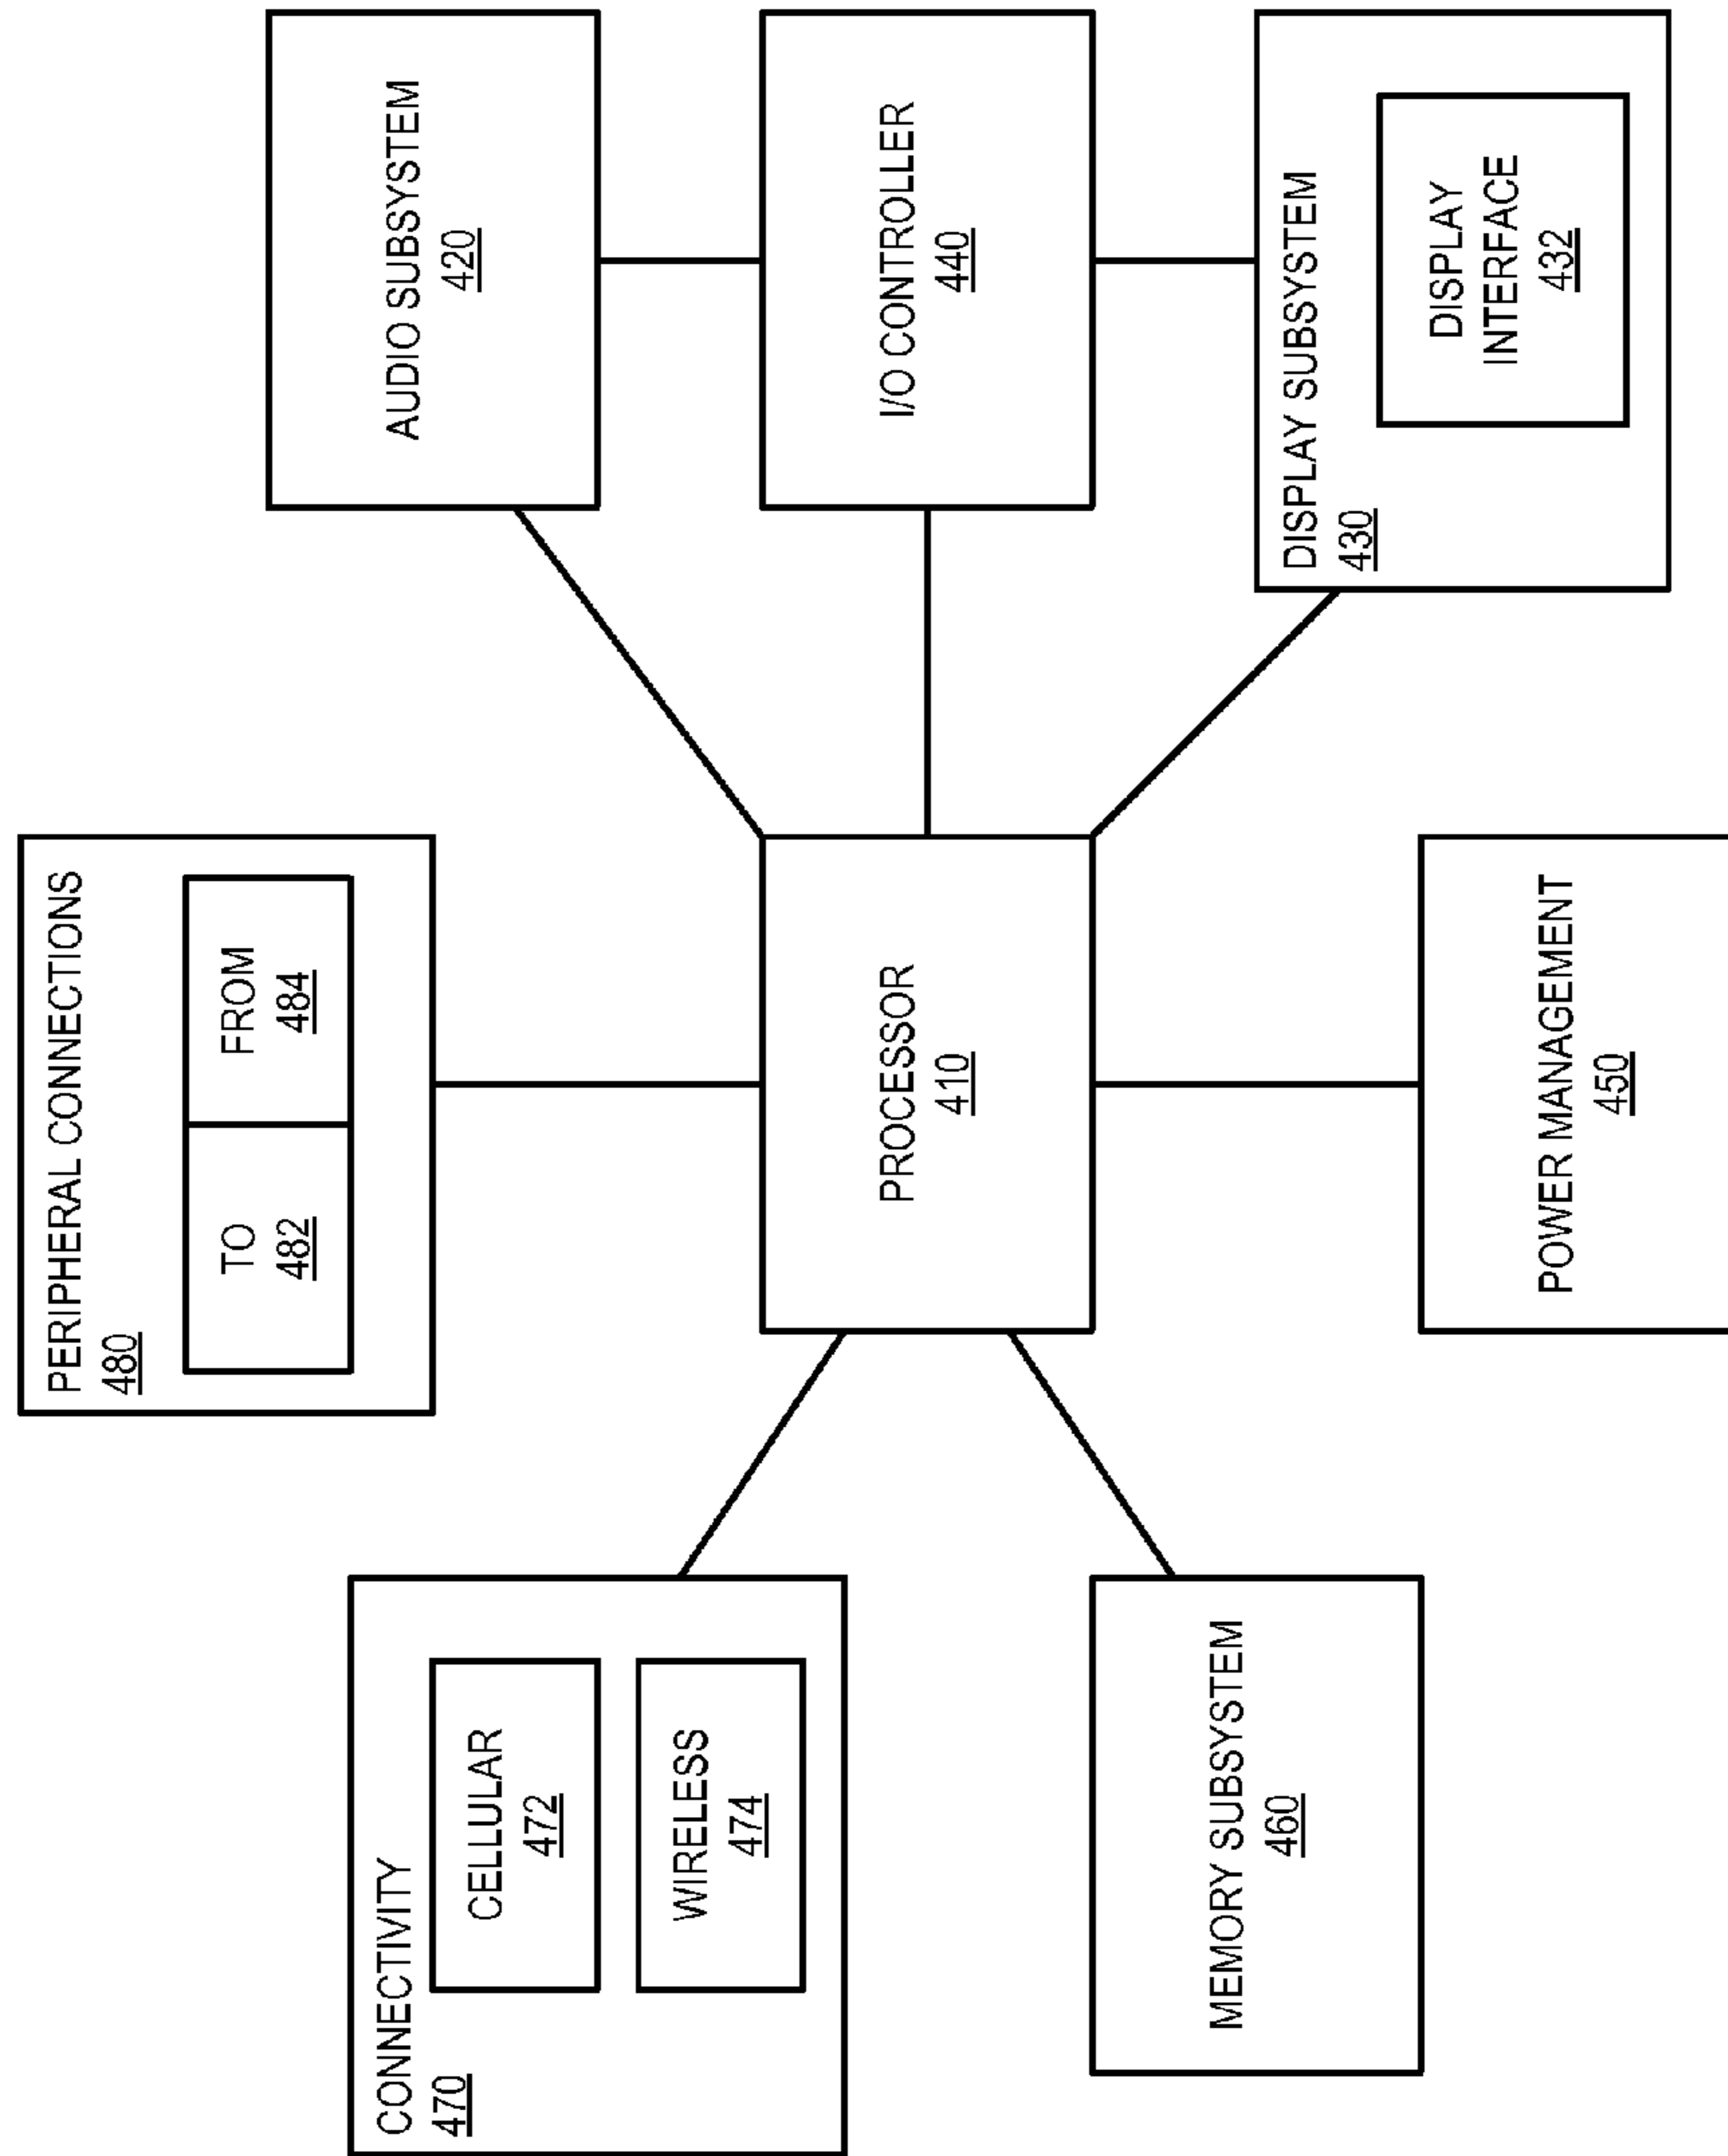 CONNECTIVITY
470
CELLULAR
472
WIRELESS
474
MEMORY SUBSYSTEM
460
PERIPHERAL CONNECTIONS
480
TO
482
FROM
484
PROCESSOR
410
POWER MANAGEMENT
450
AUDIO SUBSYSTEM
420
I/O CONTROLLER
440
DISPLAY SUBSYSTEM
430
DISPLAY
INTERFACE
432